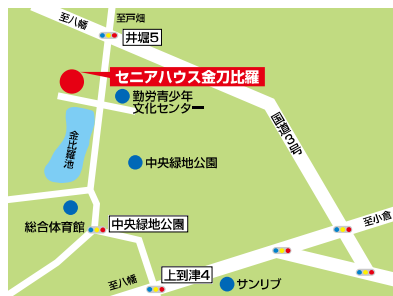 至八幡
至戸畑
井堀5
セニアハウス金刀比羅
勤労青少年
文化センター
国道3号
金比羅池
中央緑地公園
総合体育館
中央緑地公園
至小倉
上到津4
至八幡
サンリブ